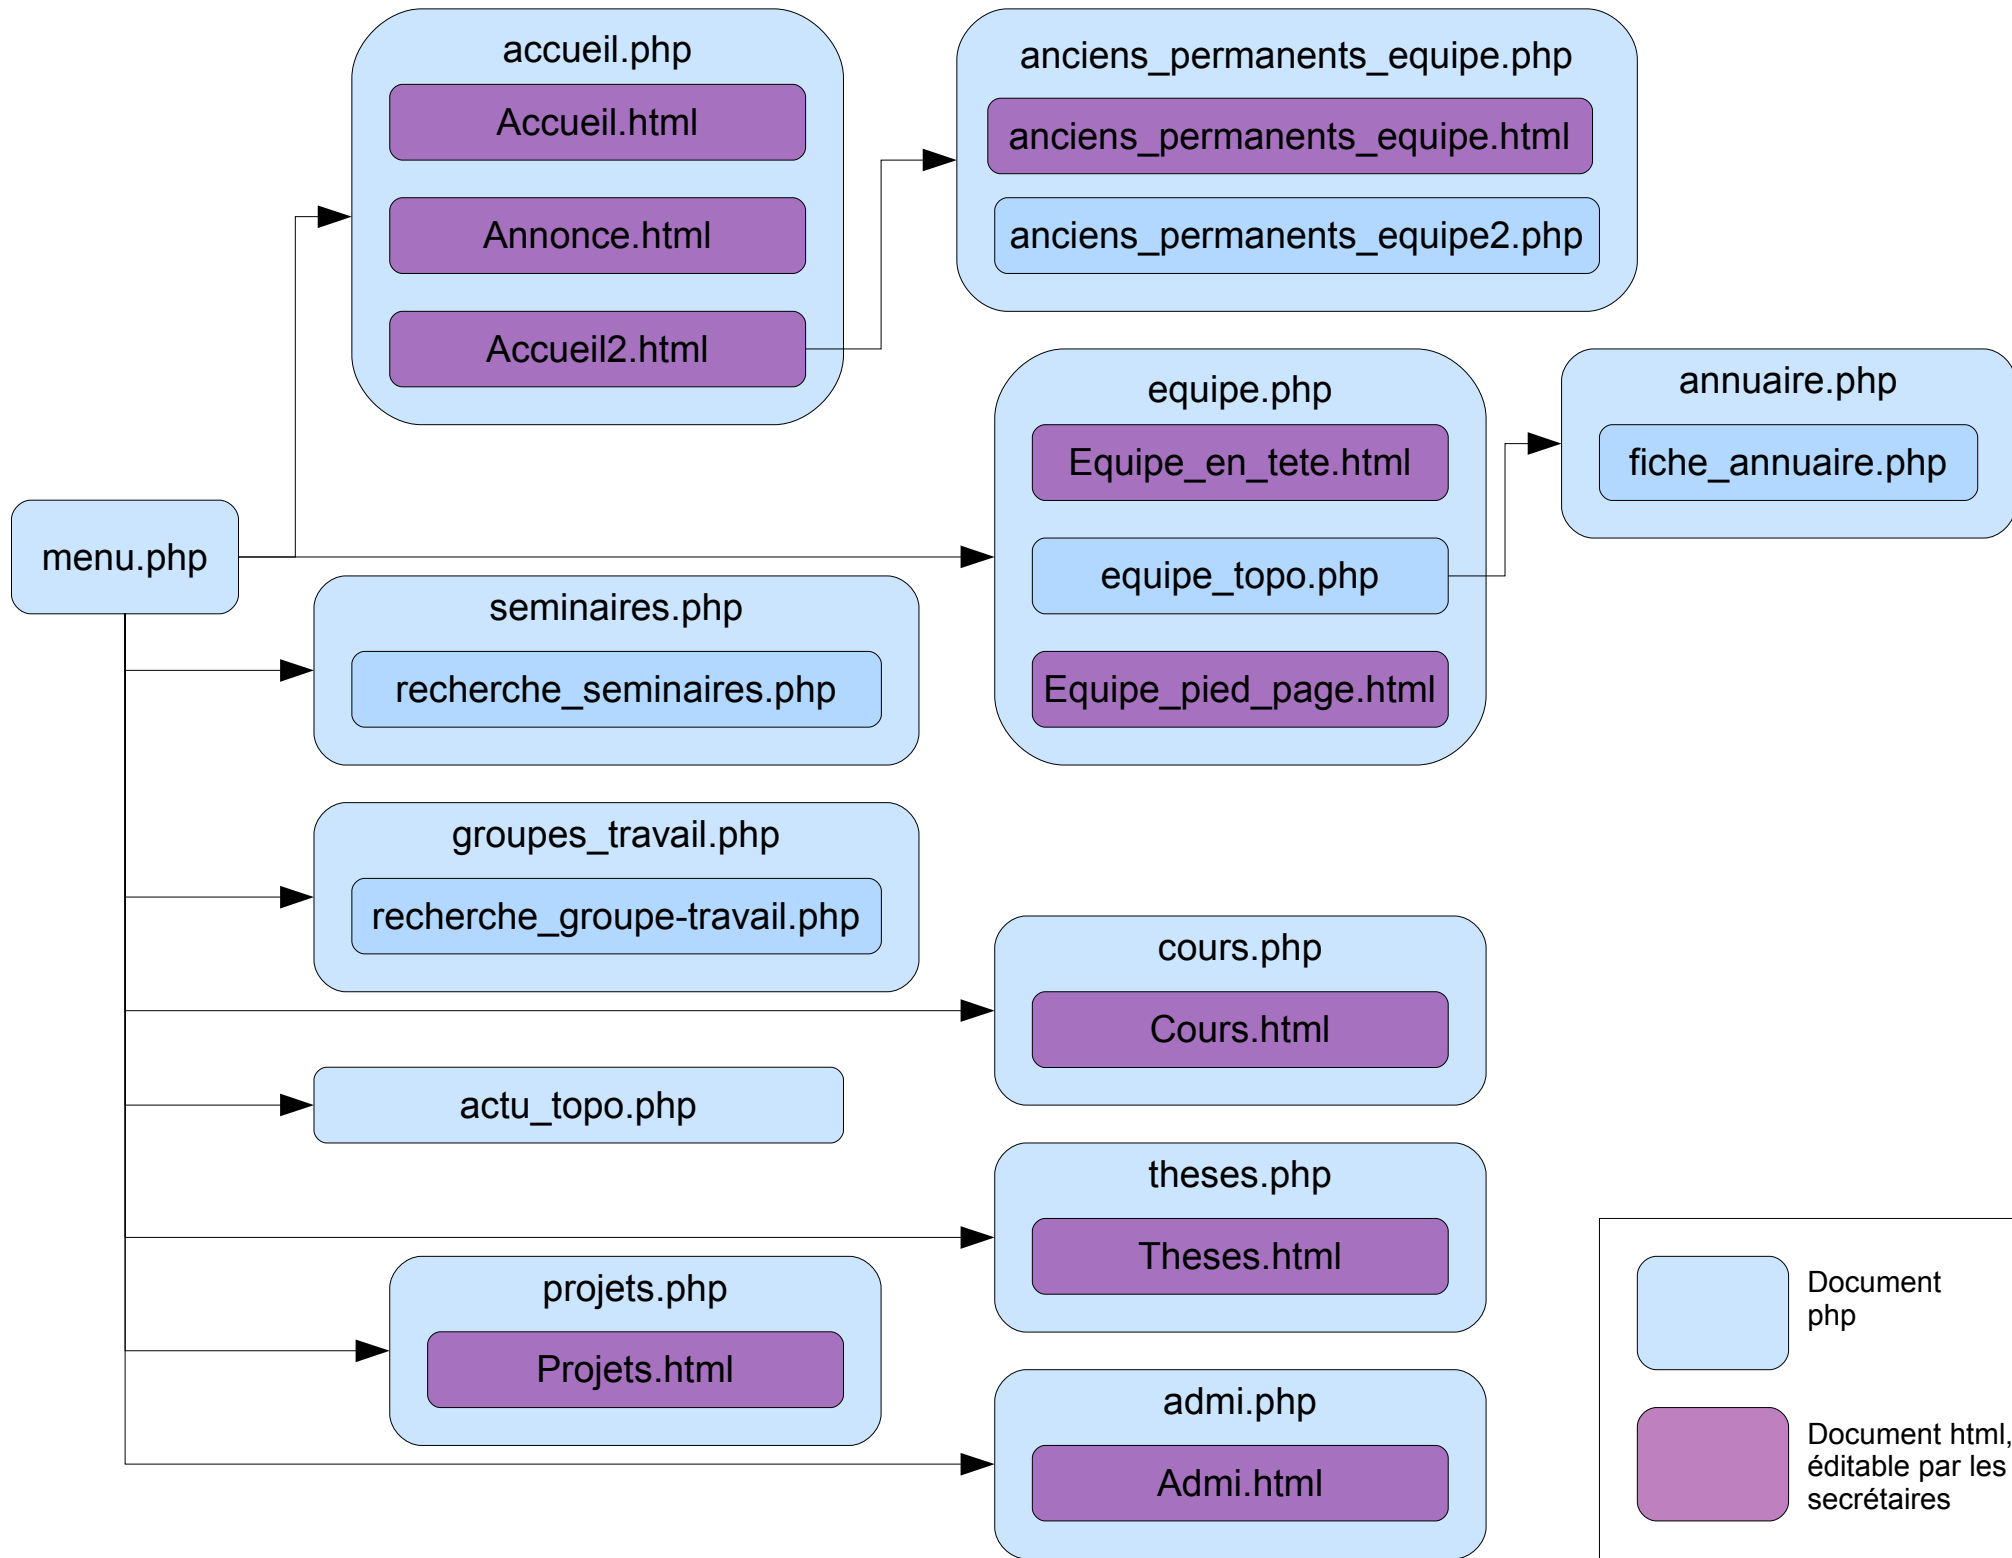 accueil.php
Accueil.html
Annonce.html
Accueil2.html
anciens_permanents_equipe.php
anciens_permanents_equipe.html
anciens_permanents_equipe2.php
equipe.php
Equipe_en_tete.html
equipe_topo.php
Equipe_pied_page.html
annuaire.php
fiche_annuaire.php
menu.php
seminaires.php
recherche_seminaires.php
groupes_travail.php
recherche_groupe-travail.php
cours.php
Cours.html
actu_topo.php
theses.php
Theses.html
projets.php
Projets.html
admi.php
Admi.html
Document
php
Document html,
éditable par les
secrétaires